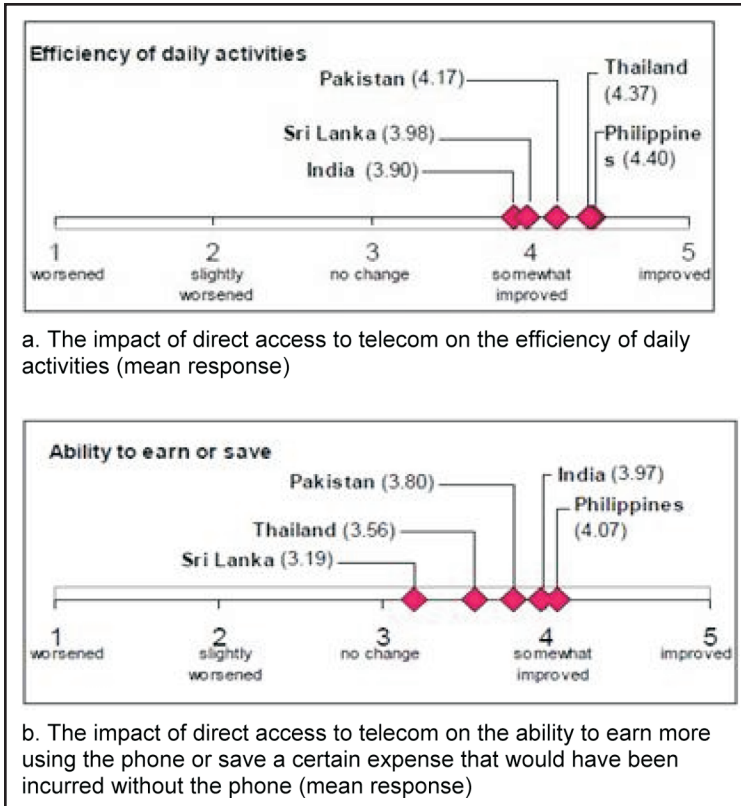 Efficiency of daily activities
Pakistan (4.17)
Thailand
(4.37)
Sri Lanka (3.98)
Philippine
s (4.40)
India (3.90)
1 2 3 4 5
worsened slightly no change somewhat improved
worsened improved
a. The impact of direct access to telecom on the efficiency of daily
activities (mean response)
Ability to earn or save
Pakistan (3.80)
India (3.97)
Philippines
(4.07)
Thailand (3.56)
Sri Lanka (3.19)
1 2 3 4 5
worsened slightly no change somewhat improved
worsened improved
b. The impact of direct access to telecom on the ability to earn more
using the phone or save a certain expense that would have been
incurred without the phone (mean response)